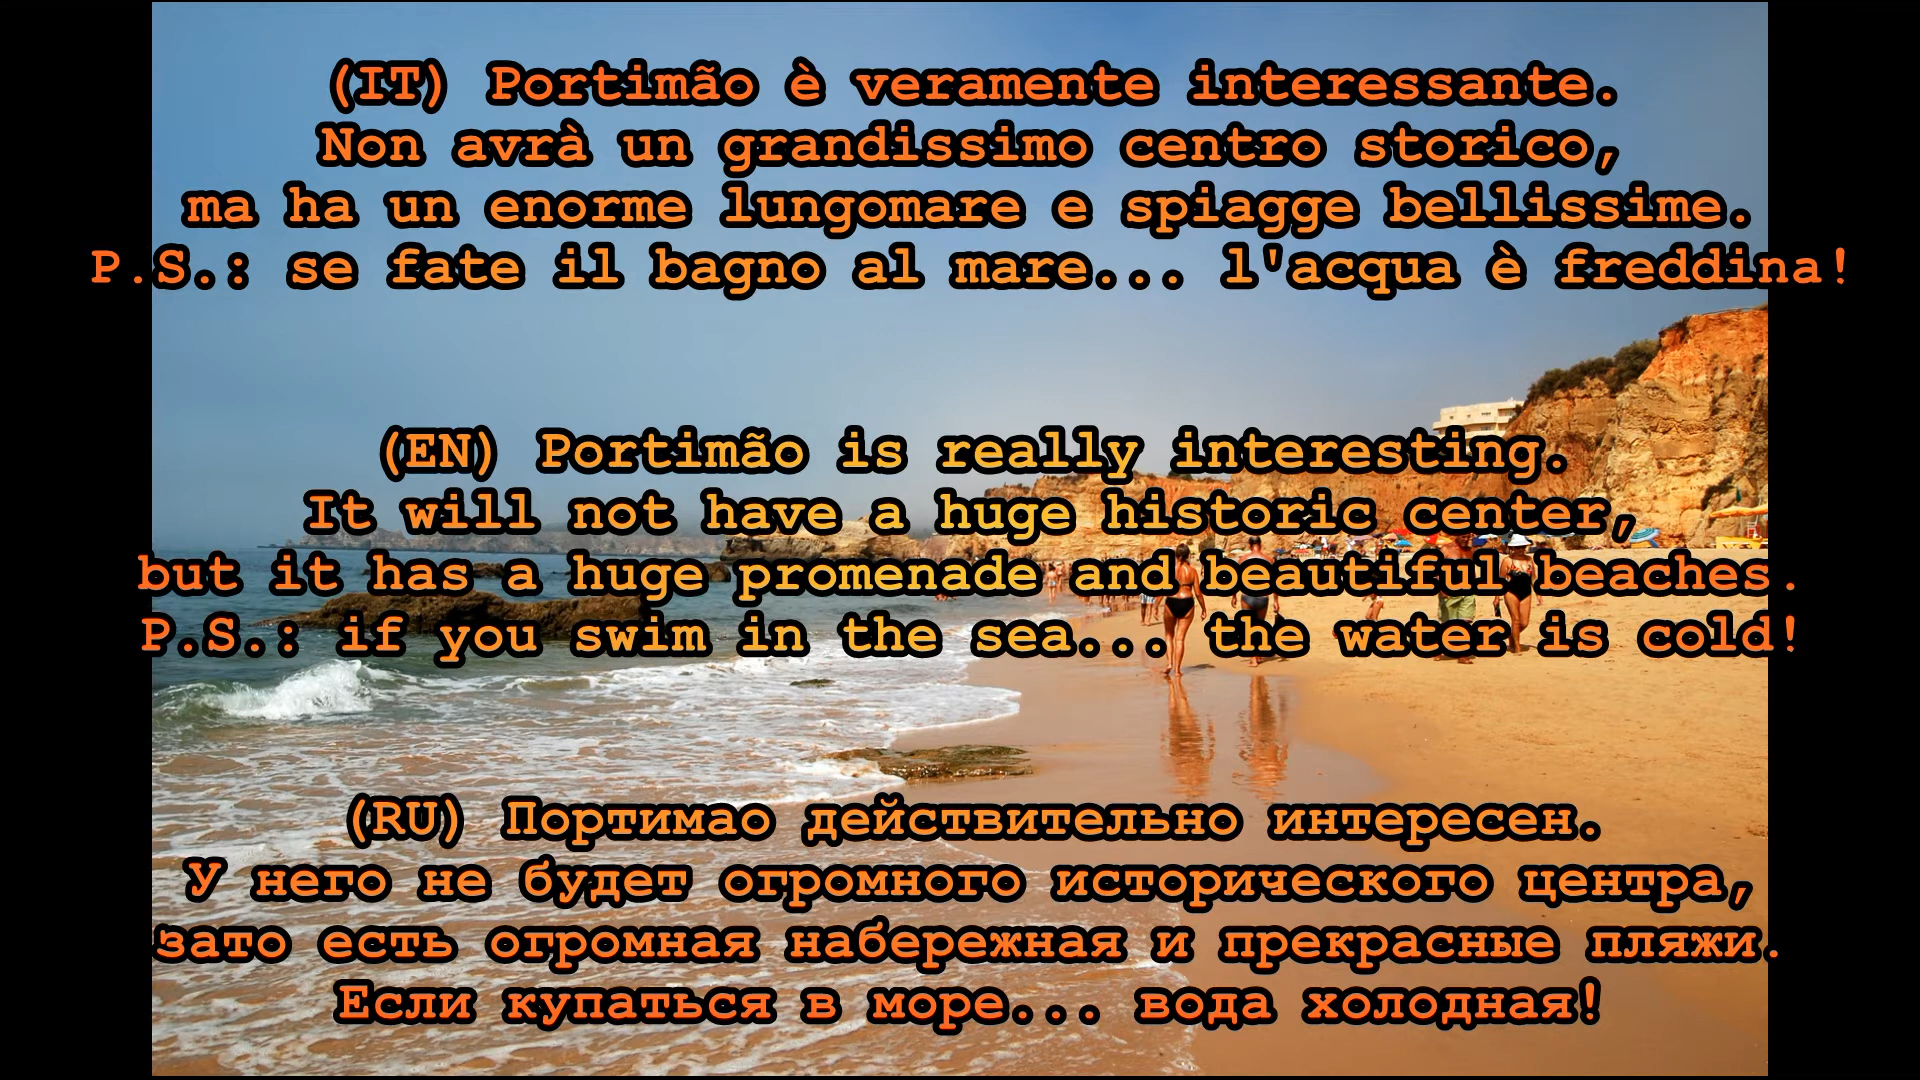 (IT) Portimão è veramente interessante.
Non avrà un grandissimo centro storico,
ma ha un enorme lungomare e spiagge bellissime.
P.S.: se fate il bagno al mare... l'acqua è freddina!
(EN) Portimão is really interesting.
It will not have a huge historic center,
but it has a huge promenade and beautiful beaches.
P.S.: if you swim in the sea... the water is cold!
(RU) Портимао действительно интересен.
У него не будет огромного исторического центра,
зато есть огромная набережная и прекрасные пляжи.
Если купаться в море... вода холодная!